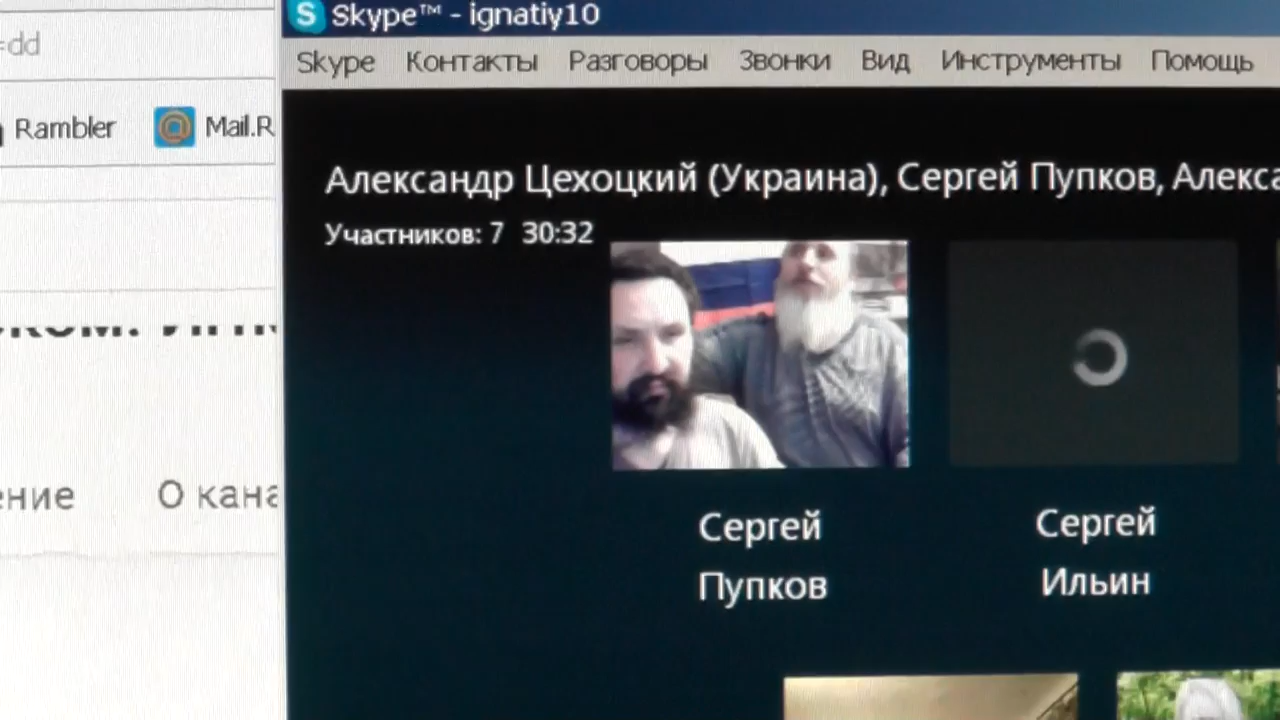 Skype™ - ignatiy10
=dd
Skype Контакты Разговоры Звонки Вид Инструменты Помощь
Rambler Mail.R
Александр Цехоцкий (Украина), Сергей Пупков, Алекса
Участников: 7 30:32
ение О кана
Сергей
Пупков
Сергей
Ильин